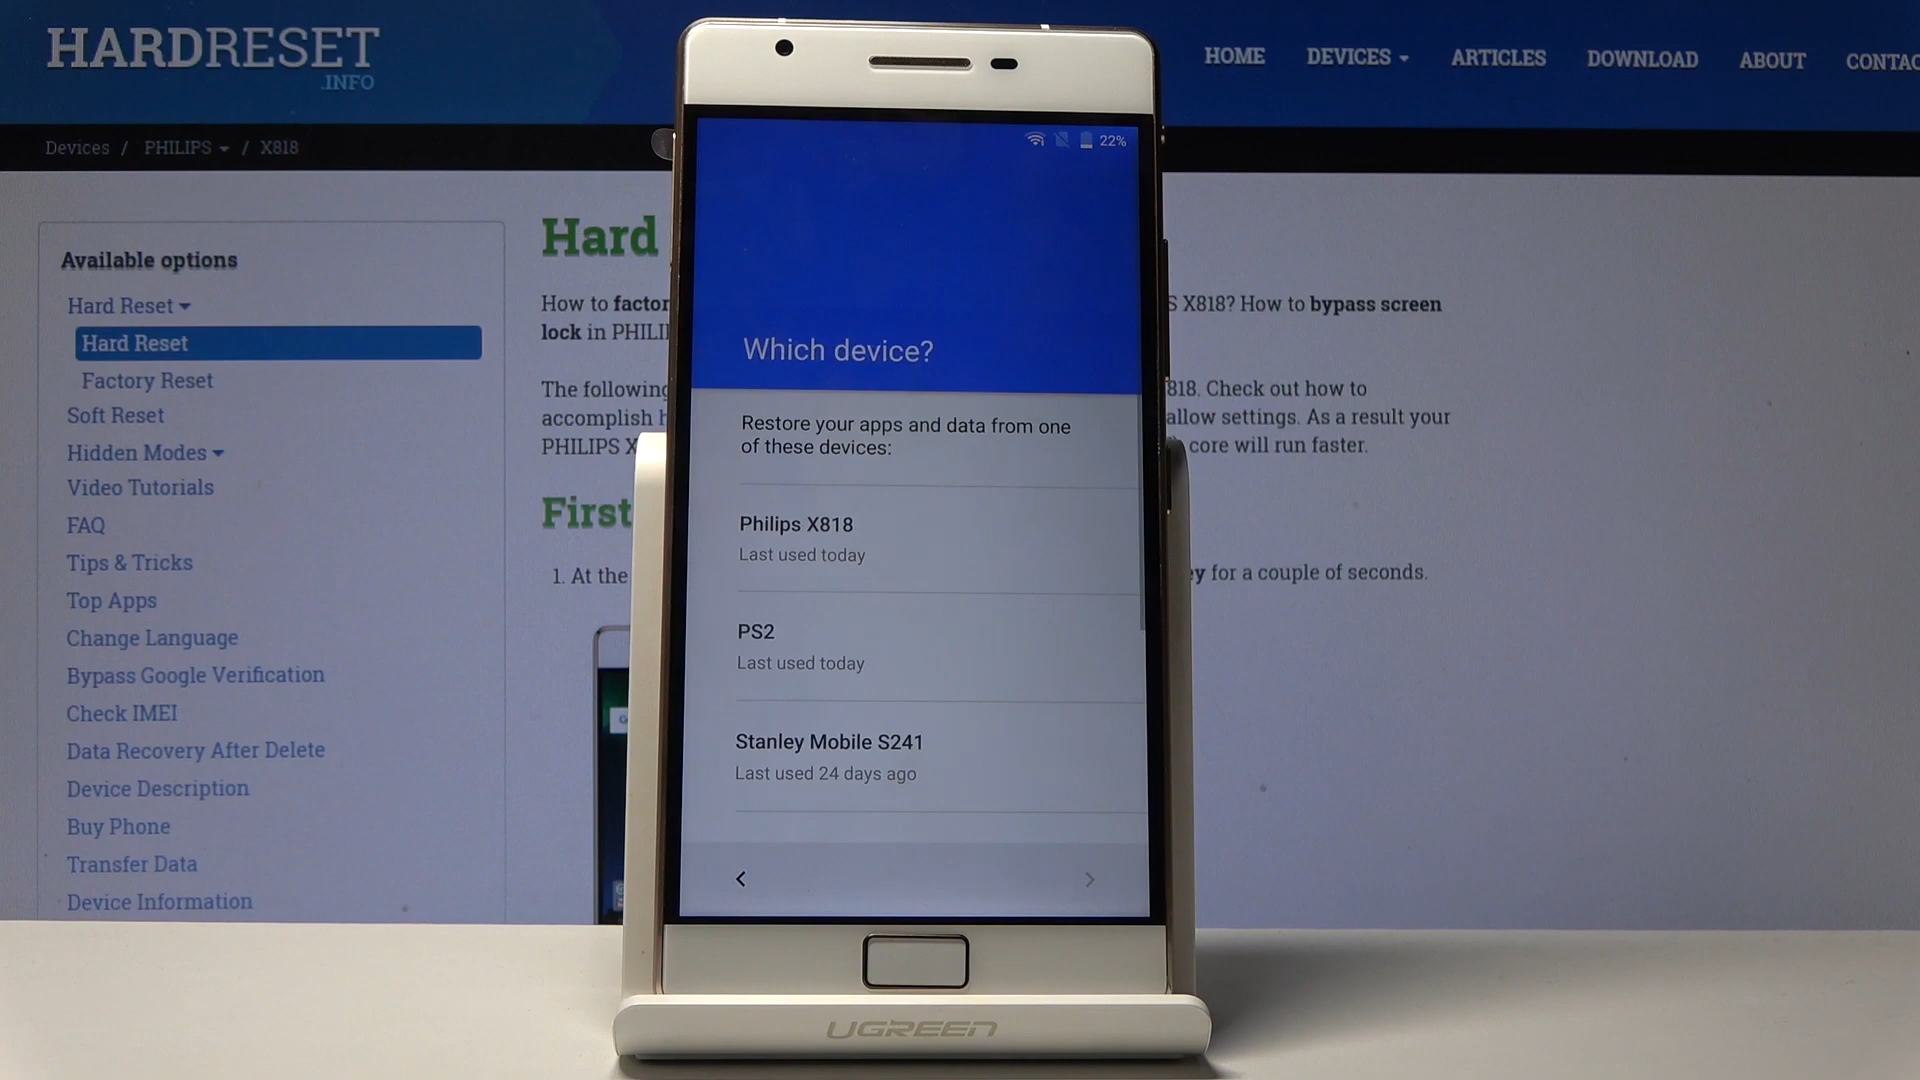 HARDRESET
.INFO
HOME DEVICES ARTICLES DOWNLOAD ABOUT CONTAC
Devices / PHILIPS / X818
Available options
Hard Reset
Hard Reset
Factory Reset
Soft Reset
Hidden Modes
Video Tutorials
FAQ
Tips & Tricks
Top Apps
Change Language
Bypass Google Verification
Check IMEI
Data Recovery After Delete
Device Description
Buy Phone
Transfer Data
Device Information
Hard
How to factor
S X818? How to bypass screen
lock in PHILI
The following
818. Check out how to
accomplish h
allow settings. As a result your
PHILIPS X
core will run faster.
First
1. At the
ey for a couple of seconds.
22%
Which device?
Restore your apps and data from one
of these devices:
Philips X818
Last used today
PS2
Last used today
Stanley Mobile S241
Last used 24 days ago
UGREEN